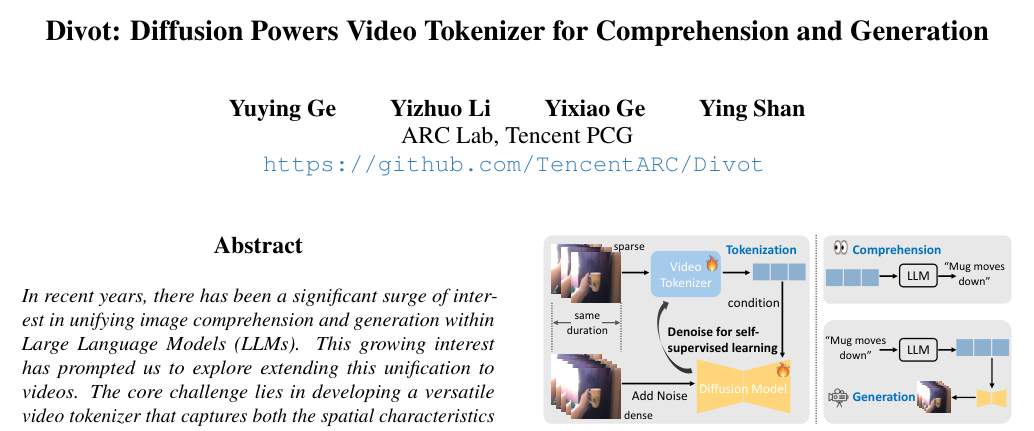 Divot: Diffusion Powers Video Tokenizer for Comprehension and Generation
Yuying Ge Yizhuo Li Yixiao Ge Ying Shan
ARC Lab, Tencent PCG
https://github.com/TencentARC/Divot
Abstract
In recent years, there has been a significant surge of inter-
est in unifying image comprehension and generation within
Large Language Models (LLMs). This growing interest
has prompted us to explore extending this unification to
videos. The core challenge lies in developing a versatile
video tokenizer that captures both the spatial characteristics
sparse
Video
Tokenizer
Tokenization
same
duration
condition
Denoise for self-
supervised learning
Add Noise
Diffusion Model
dense
Comprehension
LLM
“Mug moves
down”
“Mug moves
down”
LLM
Generation